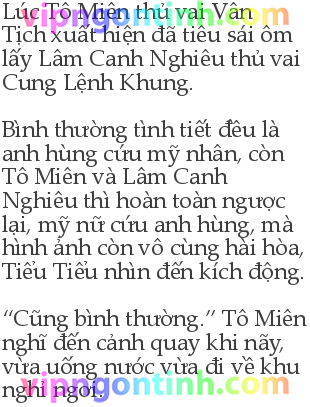 Lúc Tô Miên thủ vai Vân
Tịch xuất hiện đã tiêu sái ôm
lấy Lâm Canh Nghiêu thủ vai
Cung Lệnh Khung.
Bình thường tình tiết đều là
anh hùng cứu mỹ nhân, còn
Tô Miên và Lâm Canh
Nghiêu thì hoàn toàn ngược
lại, mỹ nữ cứu anh hùng, mà
hình ảnh còn vô cùng hài hòa,
Tiểu Tiểu nhìn đến kích động.
“Cũng bình thường.” Tô Miên
nghĩ đến cảnh quay khi nãy,
vừa uống nước vừa đi về khu
nghỉ ngơi.
vipngontinh.com
vipngontinh.com